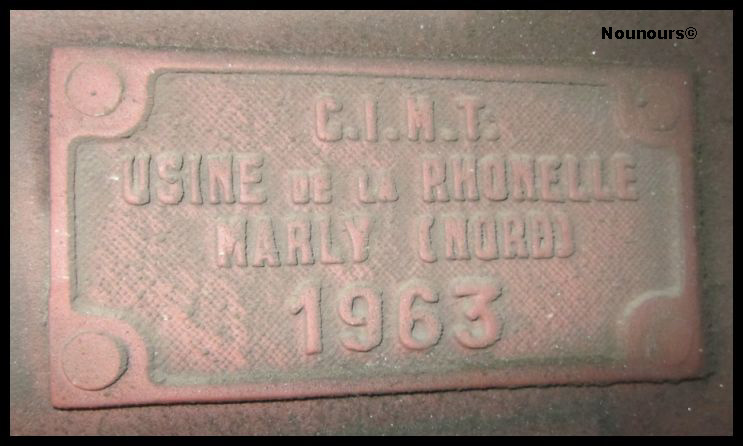 Nounours©
C.I.M.T.
USINE DE LA RHONELLE
MARLY (NORD)
1963